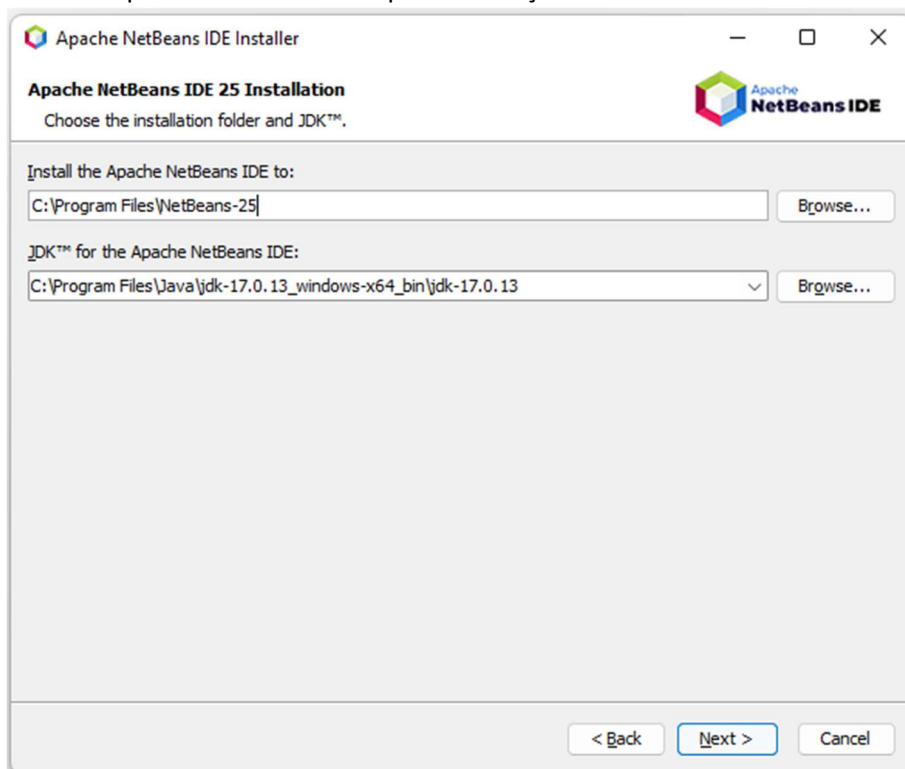 Apache NetBeans IDE Installer
Apache NetBeans IDE 25 Installation
Choose the installation folder and JDK™.
Apache
NetBeans IDE
Install the Apache NetBeans IDE to:
C:\Program Files\NetBeans-25
Browse...
JDK™ for the Apache NetBeans IDE:
C:\Program Files\Java\jdk-17.0.13_windows-x64_bin\jdk-17.0.13
Browse...
< Back
Next >
Cancel